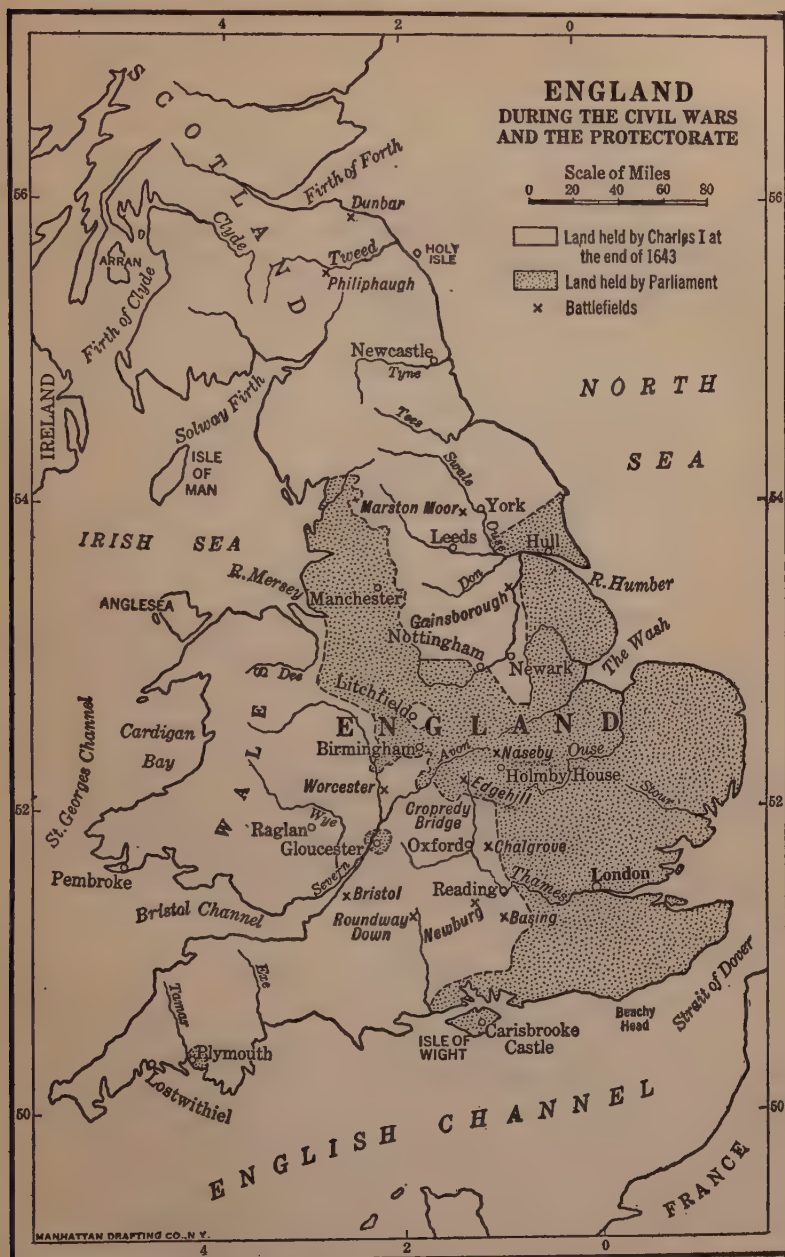 4 2 0
ENGLAND
DURING THE CIVIL WARS
AND THE PROTECTORATE
Scale of Miles
0 20 40 60 80
Land held by Charles I at
the end of 1643
Land held by Parliament
× Battlefields
SCOTLAND
Firth of Forth
56
56
Dunbar
Clyde
Tweed
HOLY
ISLE
ARRAN
Philiphaugh
Firth of Clyde
Newcastle
Tyne
NORTH
SEA
IRELAND
Solway Firth
Tees
ISLE
OF
MAN
Swale
54
54
Marston Moor
York
IRISH SEA
Leeds
Ouse
Hull
R. Mersey
Don
R. Humber
ANGLESEA
Manchester
Gainsborough
Nottingham
Newark
The Wash
Dee
WALES
Litchfield
ENGLAND
St. Georges Channel
Cardigan
Bay
Birmingham
Avon
Naseby
Ouse
Holmby House
52
52
Worcester
Edgehill
Stour
Cropredy
Bridge
Wye
Raglan
Gloucester
Oxford
Chalgrove
Severn
Thames
London
Pembroke
Reading
Bristol
Bristol Channel
Roundway
Down
Newburg
Basing
Strait of Dover
Exe
Tamar
Beachy
Head
ISLE OF
WIGHT
Carisbrooke
Castle
Plymouth
Lostwithiel
50
50
ENGLISH CHANNEL
FRANCE
MANHATTAN DRAFTING CO., N.Y.
4 2 0